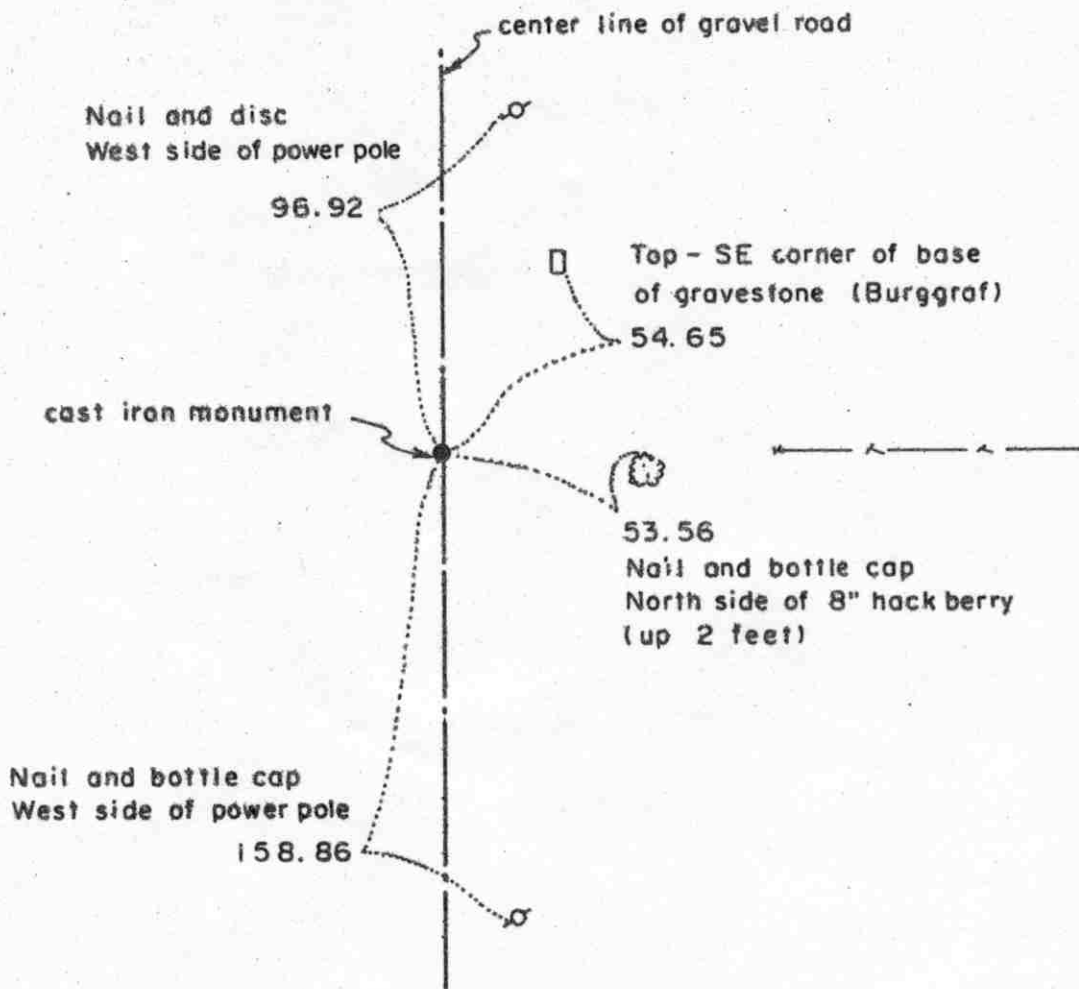 center line of gravel road
Nail and disc
West side of power pole
96.92
Top - SE corner of base
of gravestone (Burggraf)
54.65
cast iron monument
53.56
Nail and bottle cap
North side of 8" hack berry
(up 2 feet)
Nail and bottle cap
West side of power pole
158.86